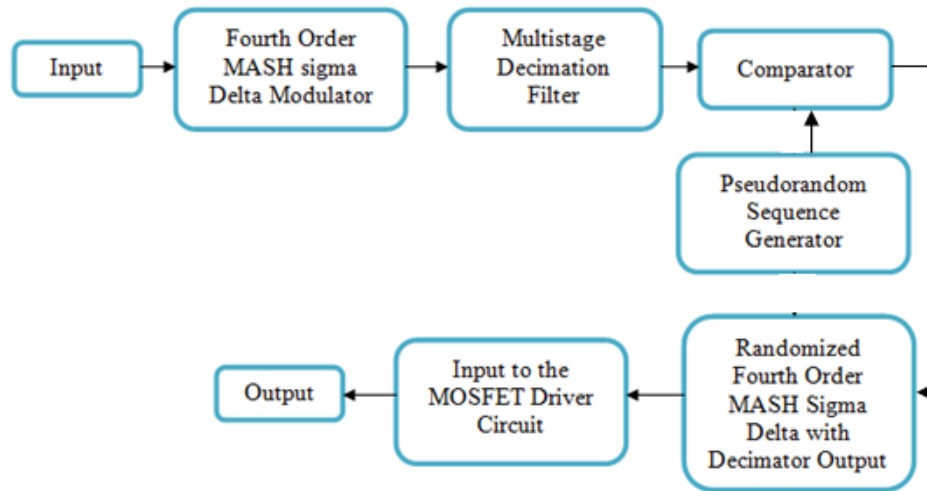 Input
Fourth Order
MASH sigma
Delta Modulator
Multistage
Decimation
Filter
Comparator
Pseudorandom
Sequence
Generator
Randomized
Fourth Order
MASH Sigma
Delta with
Decimator Output
Input to the
MOSFET Driver
Circuit
Output